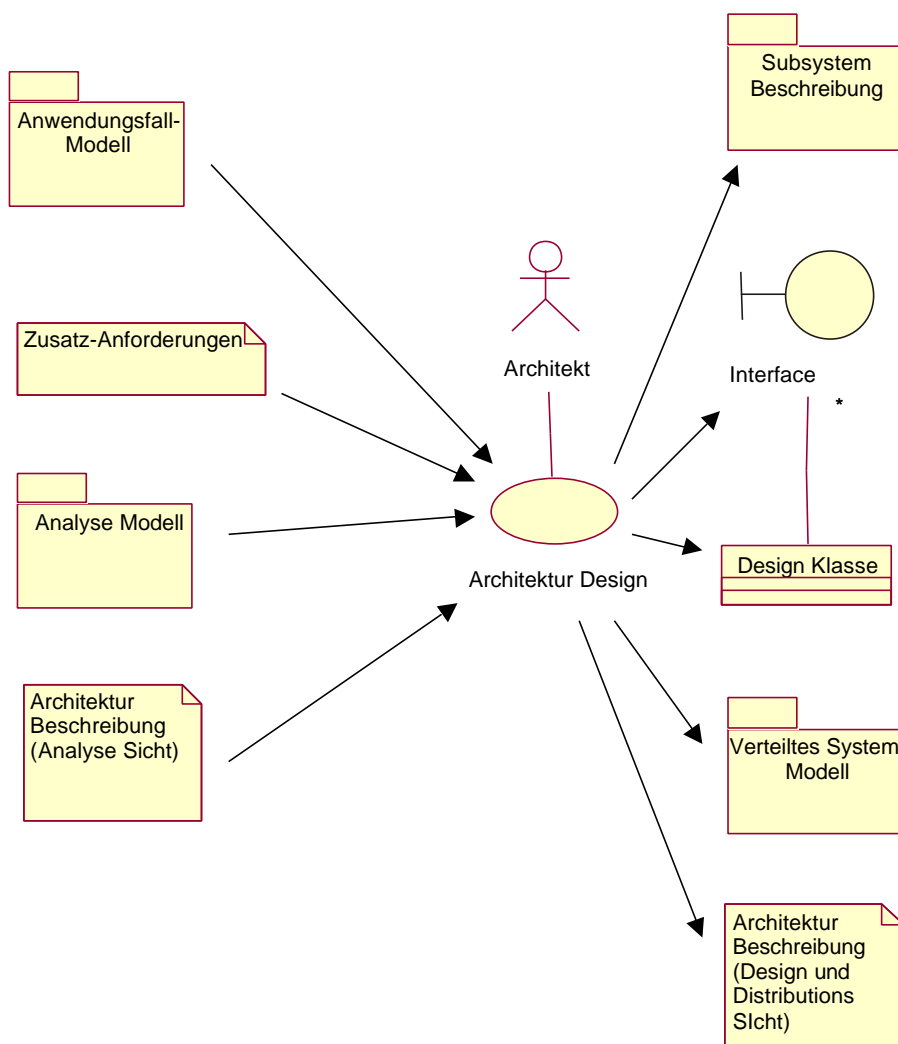 Subsystem
Beschreibung
Anwendungsfall-
Modell
Zusatz-Anforderungen
Architekt
Interface
*
Analyse Modell
Design Klasse
Architektur Design
Architektur
Beschreibung
(Analyse Sicht)
Verteiltes System
Modell
Architektur
Beschreibung
(Design und
Distributions
SIcht)